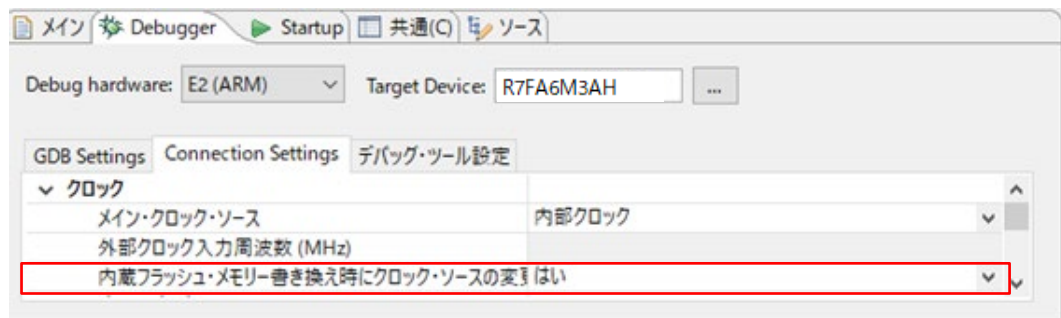 メイン Debugger Startup 共通(C) ソース
Debug hardware: E2 (ARM) Target Device: R7FA6M3AH ...
GDB Settings Connection Settings デバッグ・ツール設定
クロック
メイン・クロック・ソース 内部クロック
外部クロック入力周波数 (MHz)
内蔵フラッシュ・メモリー書き換え時にクロック・ソースの変更 はい